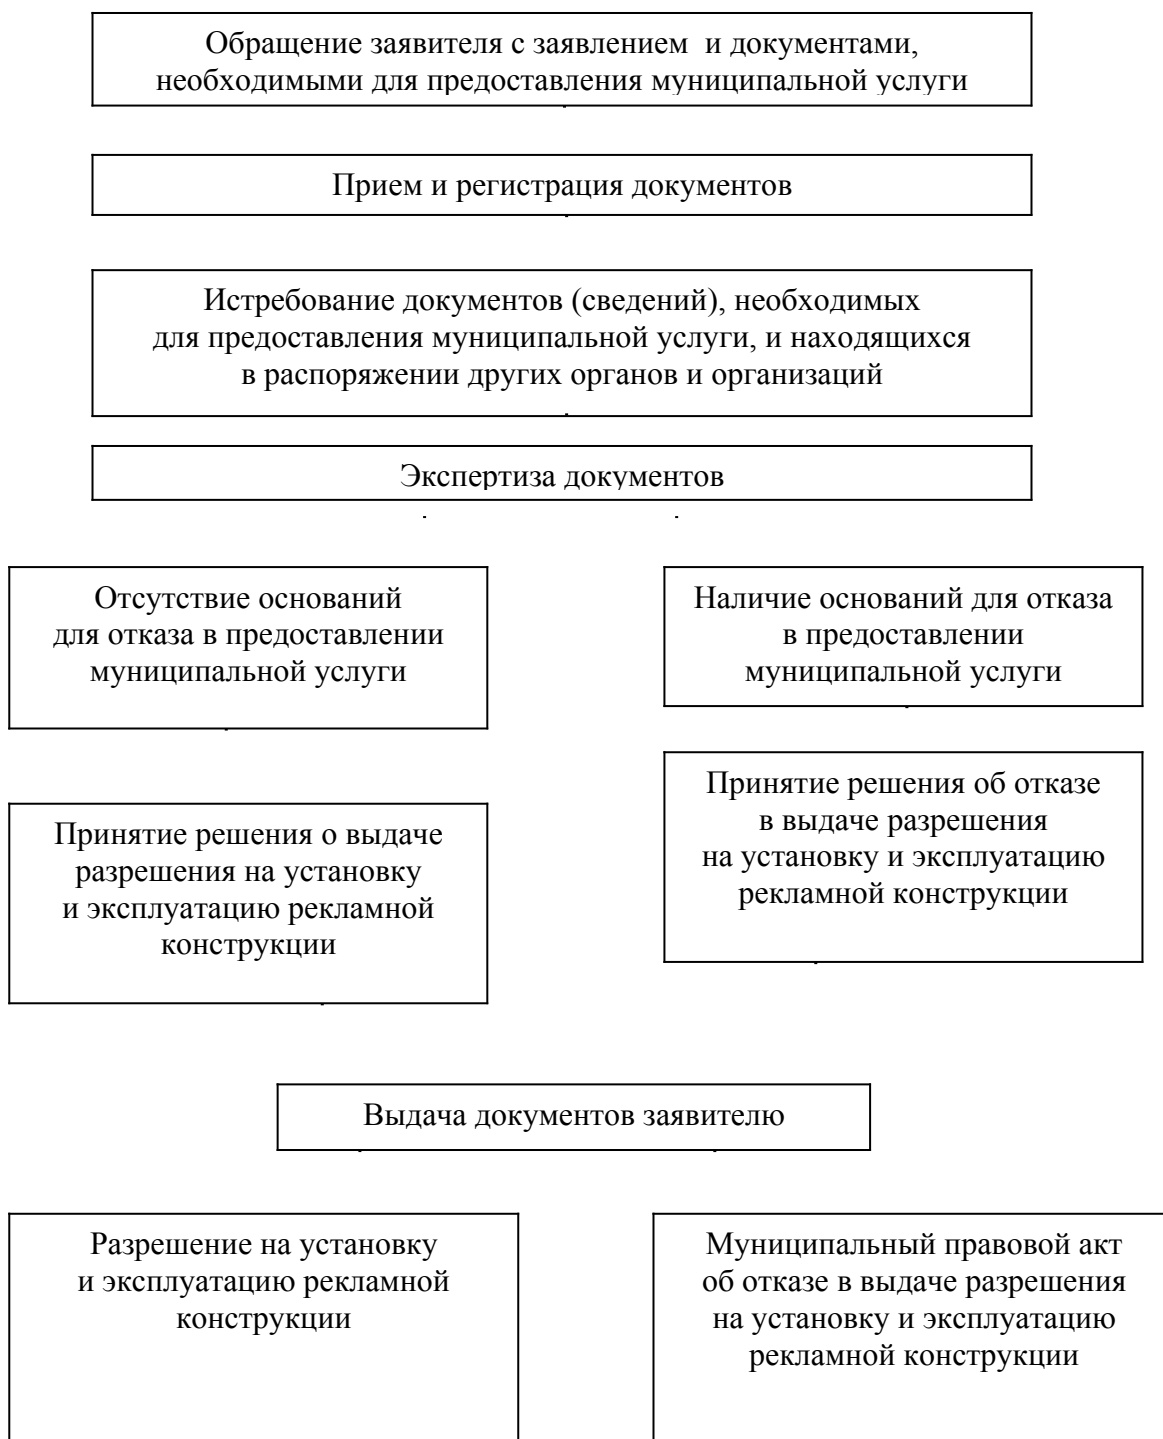 Обращение заявителя с заявлением  и документами,
необходимыми для предоставления муниципальной услуги
Прием и регистрация документов
Истребование документов (сведений), необходимых
для предоставления муниципальной услуги, и находящихся
в распоряжении других органов и организаций
Экспертиза документов
Отсутствие оснований
для отказа в предоставлении
муниципальной услуги
Наличие оснований для отказа
в предоставлении
муниципальной услуги
Принятие решения о выдаче
разрешения на установку
и эксплуатацию рекламной
конструкции
Принятие решения об отказе
в выдаче разрешения
на установку и эксплуатацию
рекламной конструкции
Выдача документов заявителю
Разрешение на установку
и эксплуатацию рекламной
конструкции
Муниципальный правовой акт
об отказе в выдаче разрешения
на установку и эксплуатацию
рекламной конструкции